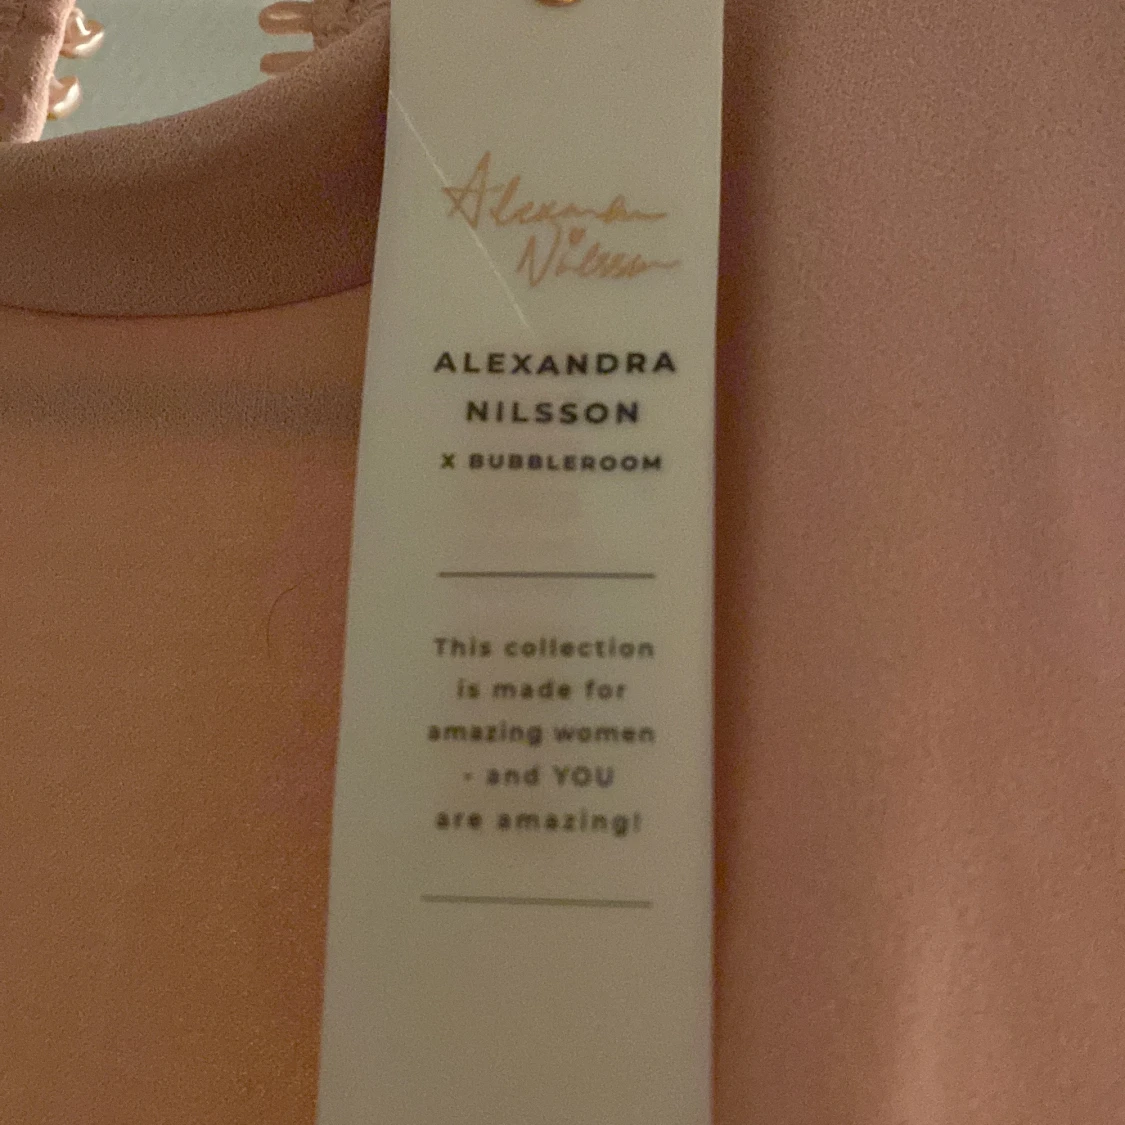 Alexandra
Nilsson
ALEXANDRA
NILSSON
X BUBBLEROOM
This collection
is made for
amazing women
- and YOU
are amazing!